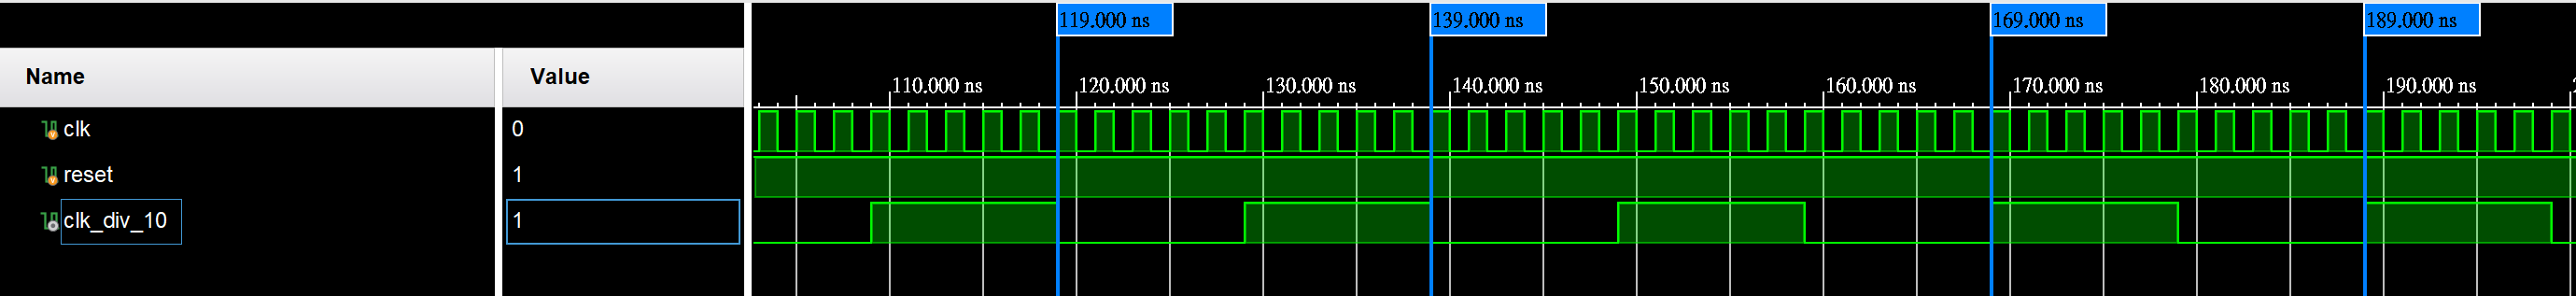 119.000 ns 139.000 ns 169.000 ns 189.000 ns
Name Value
110.000 ns 120.000 ns 130.000 ns 140.000 ns 150.000 ns 160.000 ns 170.000 ns 180.000 ns 190.000 ns
clk 0
reset 1
clk_div_10 1